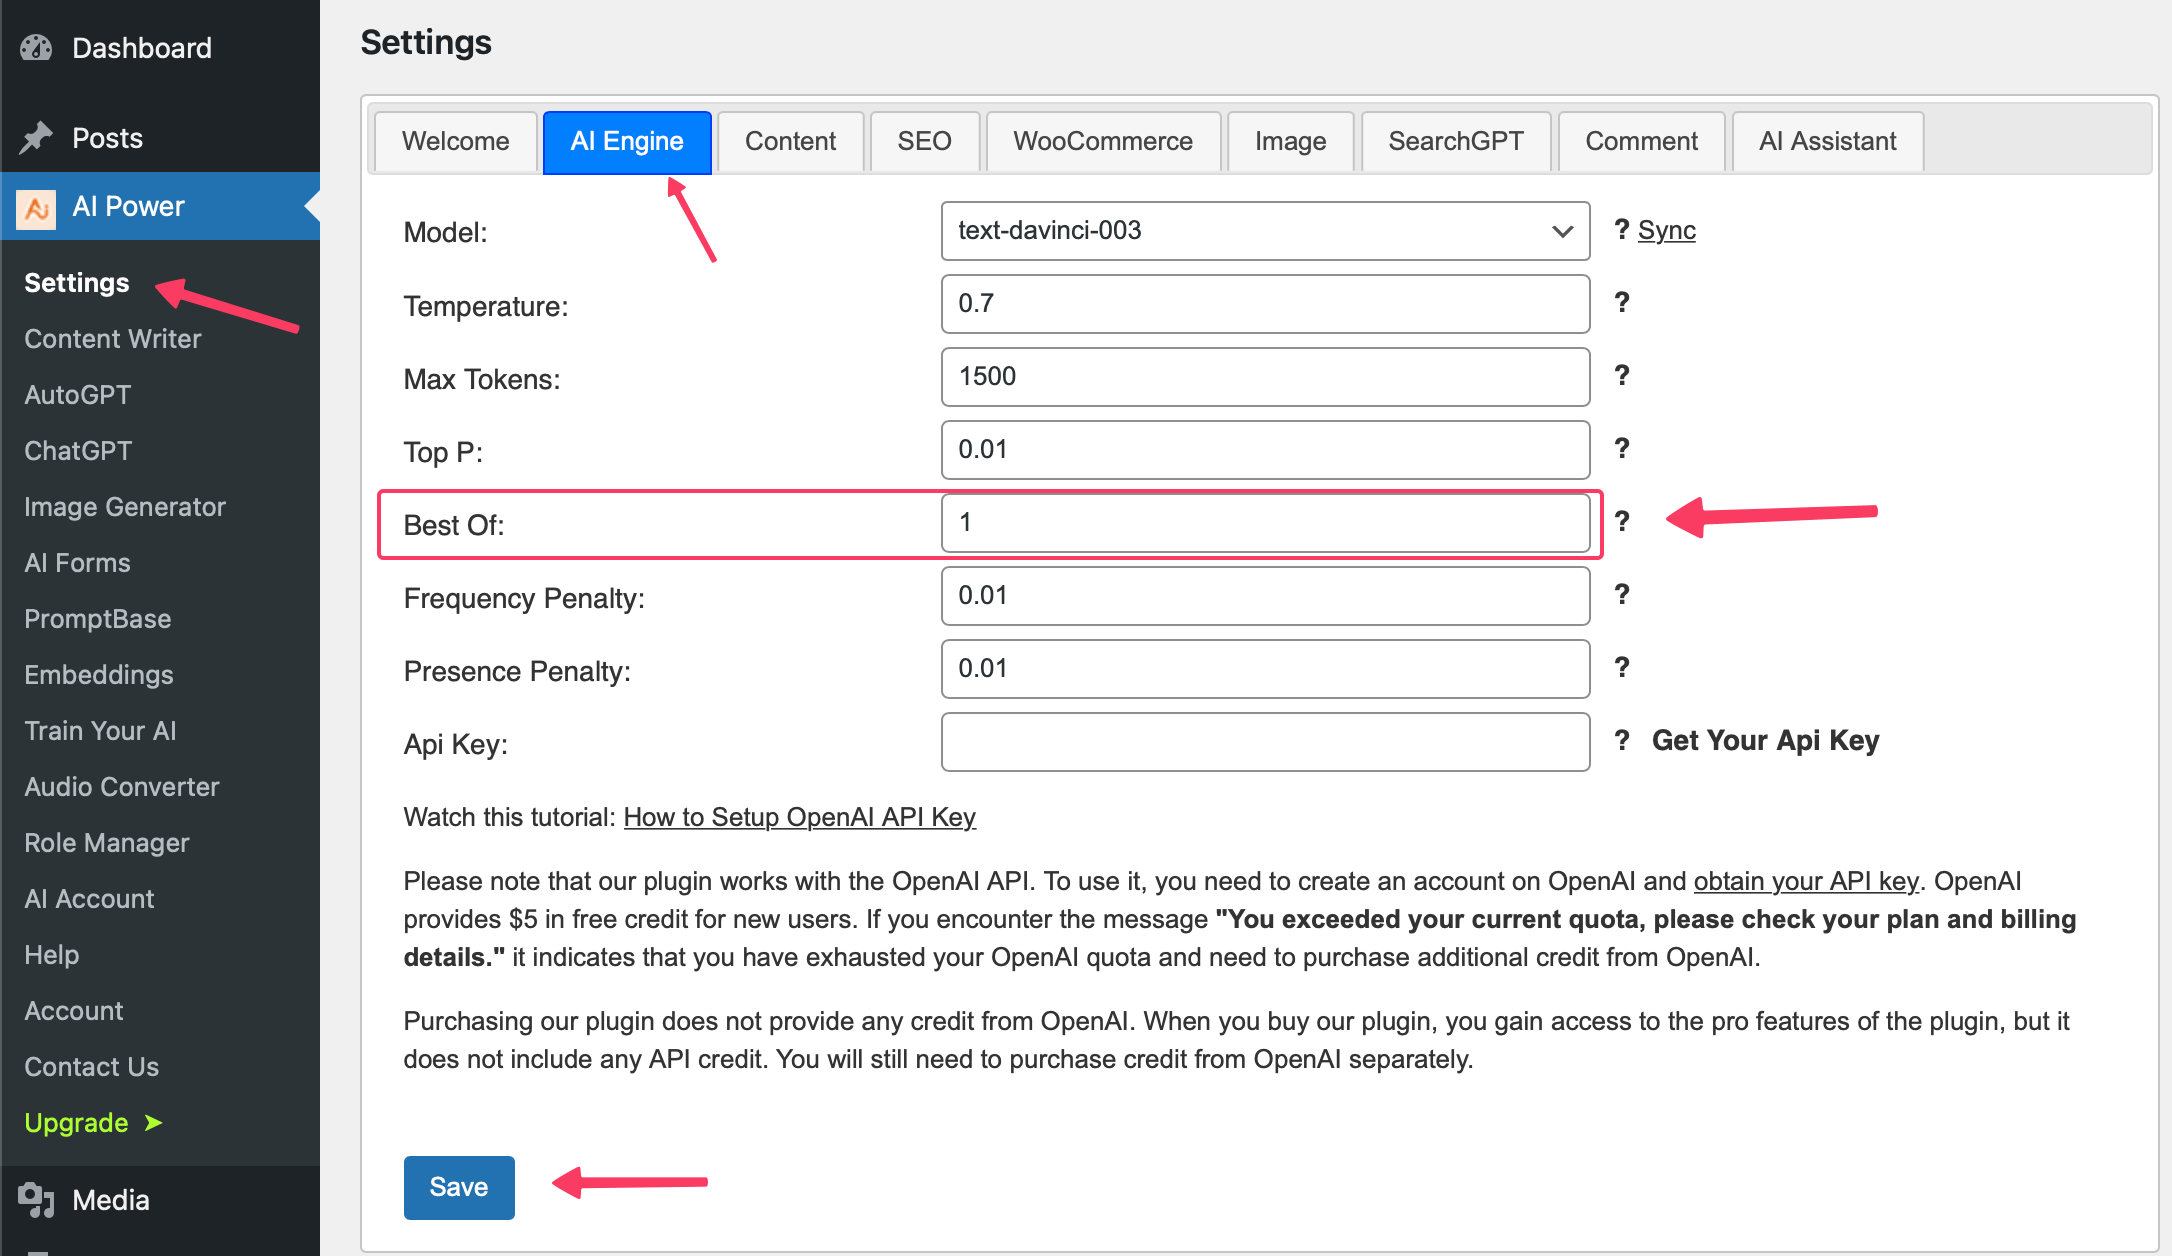 Dashboard
Posts
AI Power
Settings
Content Writer
AutoGPT
ChatGPT
Image Generator
AI Forms
PromptBase
Embeddings
Train Your AI
Audio Converter
Role Manager
AI Account
Help
Account
Contact Us
Upgrade ➤
Media
Settings
Welcome AI Engine Content SEO WooCommerce Image SearchGPT Comment AI Assistant
Model: text-davinci-003 ? Sync
Temperature: 0.7 ?
Max Tokens: 1500 ?
Top P: 0.01 ?
Best Of: 1 ?
Frequency Penalty: 0.01 ?
Presence Penalty: 0.01 ?
Api Key: ? Get Your Api Key
Watch this tutorial: How to Setup OpenAI API Key
Please note that our plugin works with the OpenAI API. To use it, you need to create an account on OpenAI and obtain your API key. OpenAI
provides $5 in free credit for new users. If you encounter the message "You exceeded your current quota, please check your plan and billing
details." it indicates that you have exhausted your OpenAI quota and need to purchase additional credit from OpenAI.
Purchasing our plugin does not provide any credit from OpenAI. When you buy our plugin, you gain access to the pro features of the plugin, but it
does not include any API credit. You will still need to purchase credit from OpenAI separately.
Save